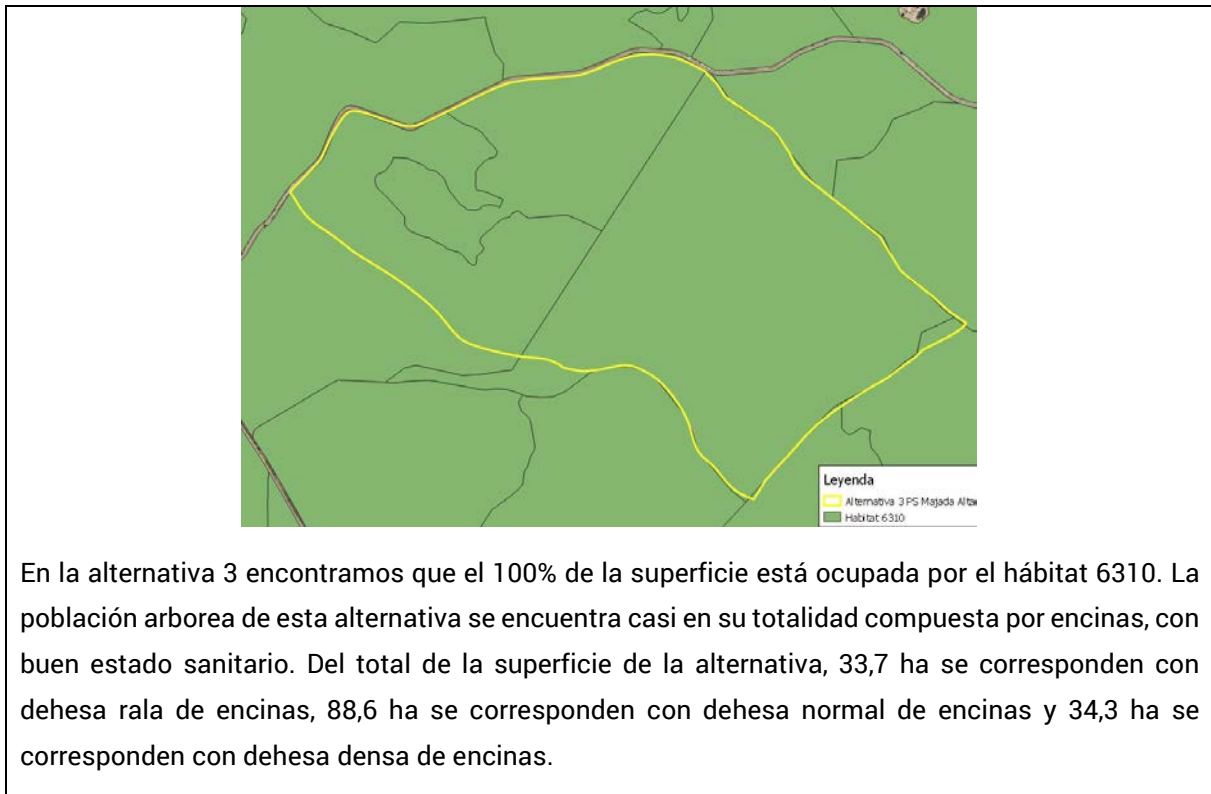 Leyenda
Alternativa 3 PS Majada Alta
Habitat 6310
En la alternativa 3 encontramos que el 100% de la superficie está ocupada por el hábitat 6310. La
población arborea de esta alternativa se encuentra casi en su totalidad compuesta por encinas, con
buen estado sanitario. Del total de la superficie de la alternativa, 33,7 ha se corresponden con
dehesa rala de encinas, 88,6 ha se corresponden con dehesa normal de encinas y 34,3 ha se
corresponden con dehesa densa de encinas.